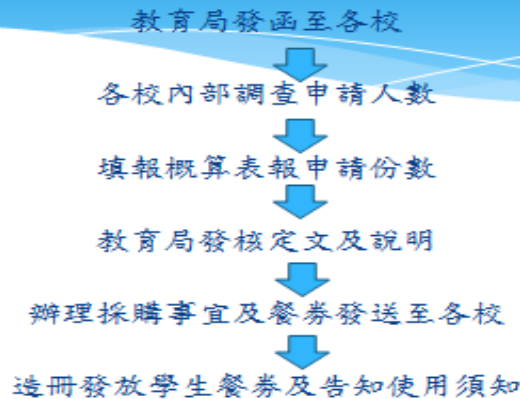 教育局發函至各校
各校內部調查申請人數
填報概算表報申請份數
教育局發核定文及說明
辦理採購事宜及餐券發送至各校
造冊發放學生餐券及告知使用須知